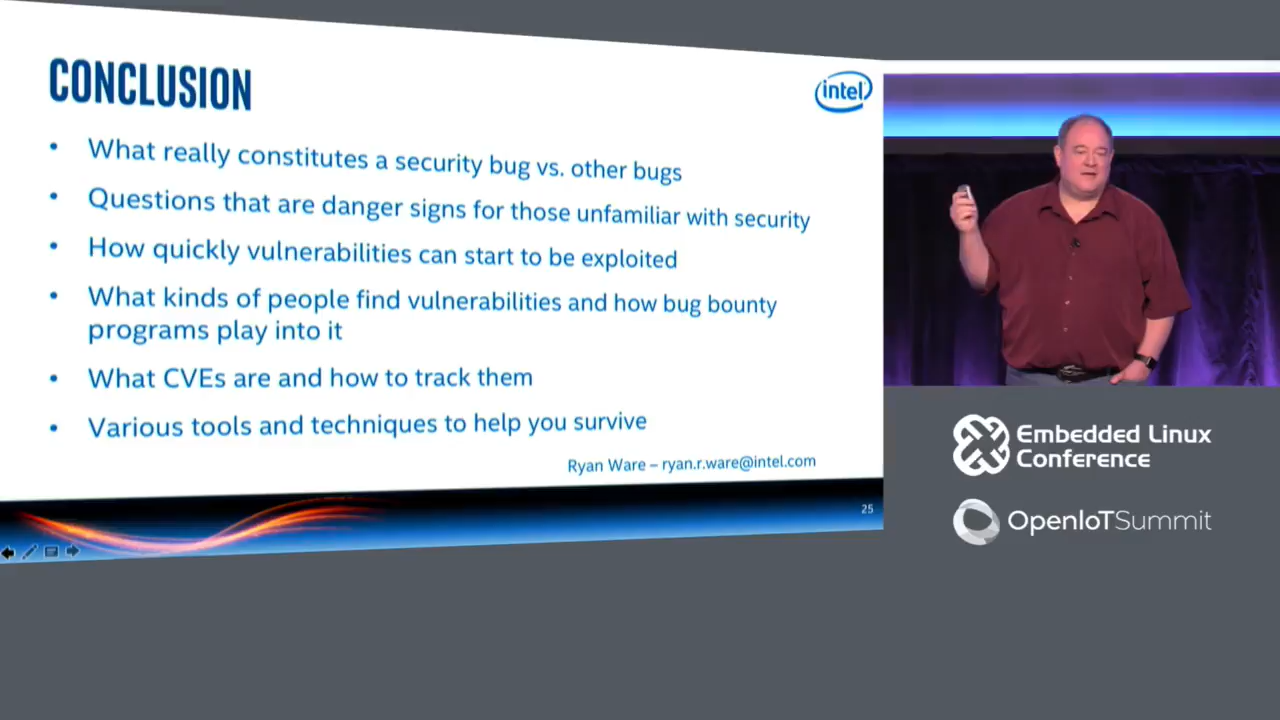 CONCLUSION
intel
• What really constitutes a security bug vs. other bugs
• Questions that are danger signs for those unfamiliar with security
• How quickly vulnerabilities can start to be exploited
• What kinds of people find vulnerabilities and how bug bounty
programs play into it
• What CVEs are and how to track them
• Various tools and techniques to help you survive
Ryan Ware – ryan.r.ware@intel.com
25
Embedded Linux
Conference
OpenIoTSummit